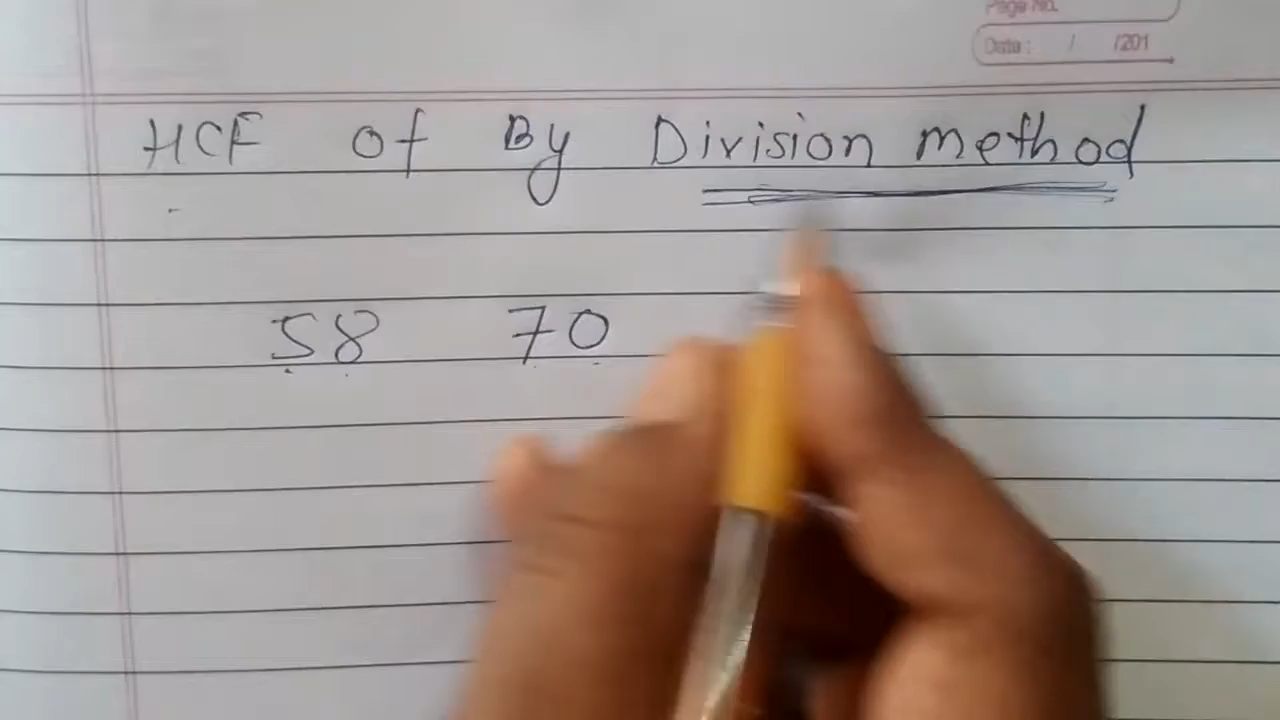 Page No.
Date : / /201
HCF of By Division method
58 70